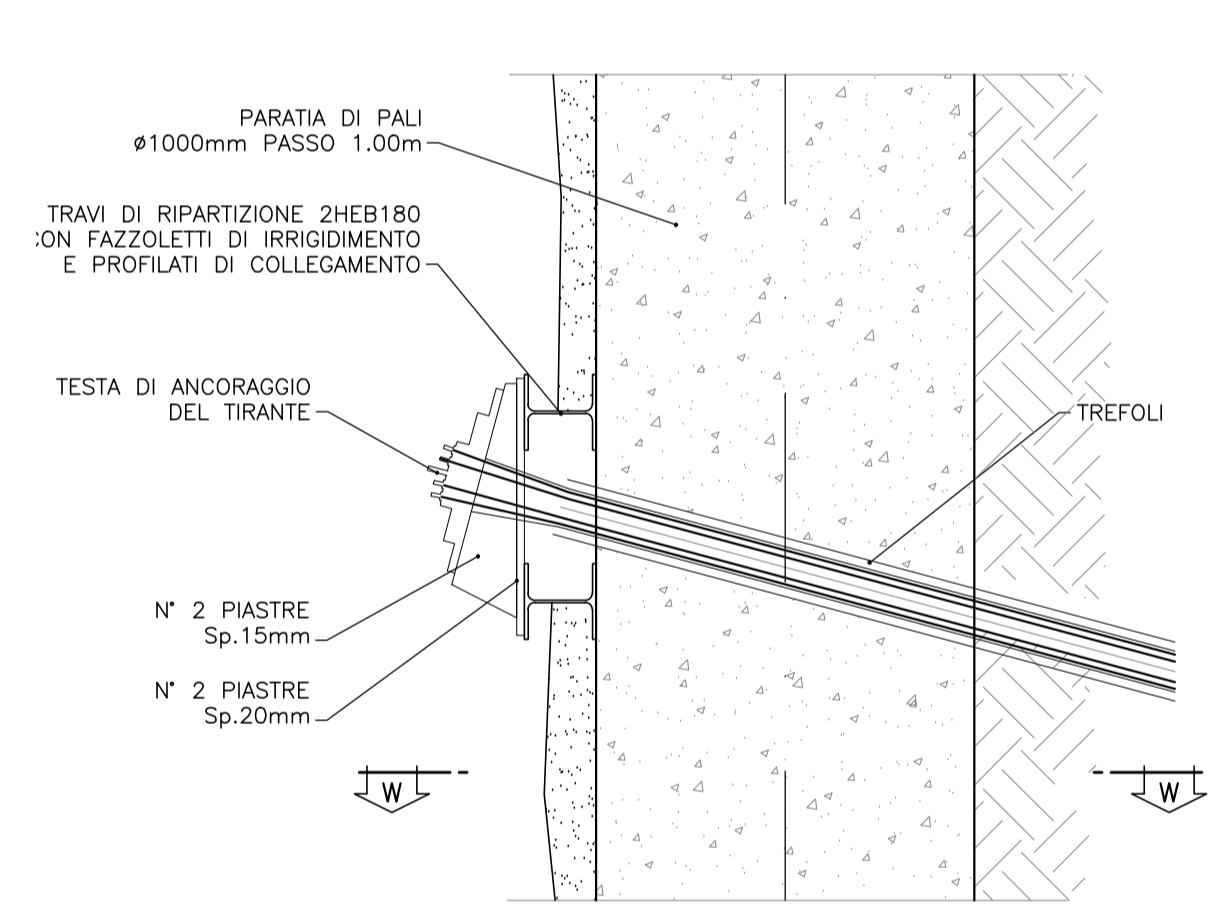 PARATIA DI PALI
ø1000mm PASSO 1.00m
TRAVI DI RIPARTIZIONE 2HEB180
CON FAZZOLETTI DI IRRIGIDIMENTO
E PROFILATI DI COLLEGAMENTO
TESTA DI ANCORAGGIO
DEL TIRANTE
TREFOLI
N° 2 PIASTRE
Sp.15mm
N° 2 PIASTRE
Sp.20mm
W
W